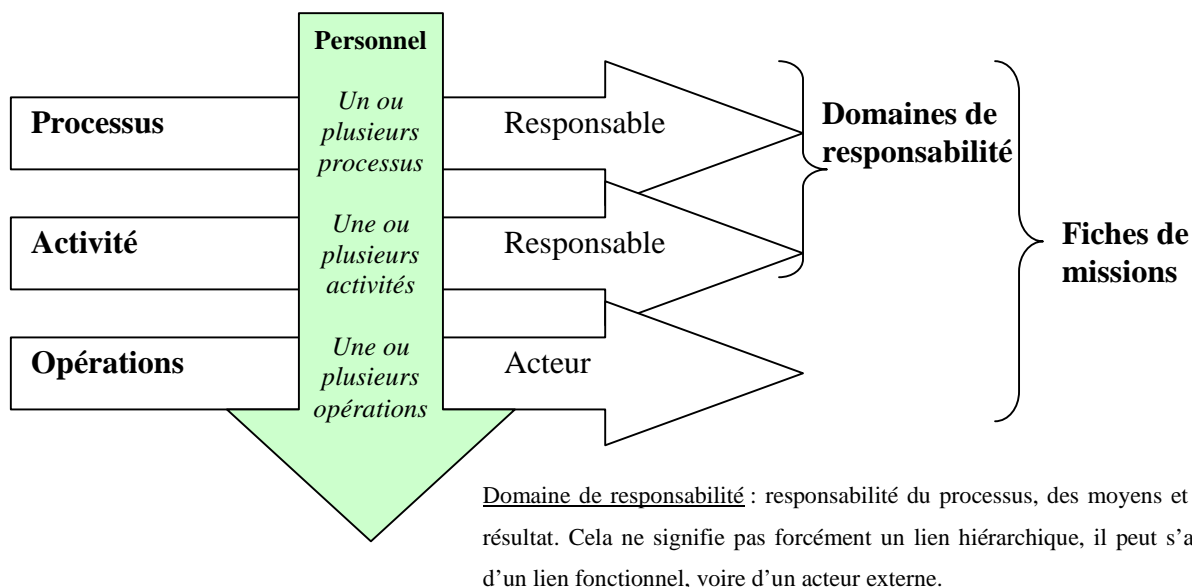 Personnel
Processus
Un ou
plusieurs
processus
Responsable
Domaines de
responsabilité
Activité
Une ou
plusieurs
activités
Responsable
Fiches de
missions
Opérations
Une ou
plusieurs
opérations
Acteur
Domaine de responsabilité : responsabilité du processus, des moyens et
résultat. Cela ne signifie pas forcément un lien hiérarchique, il peut s'a
d'un lien fonctionnel, voire d'un acteur externe.